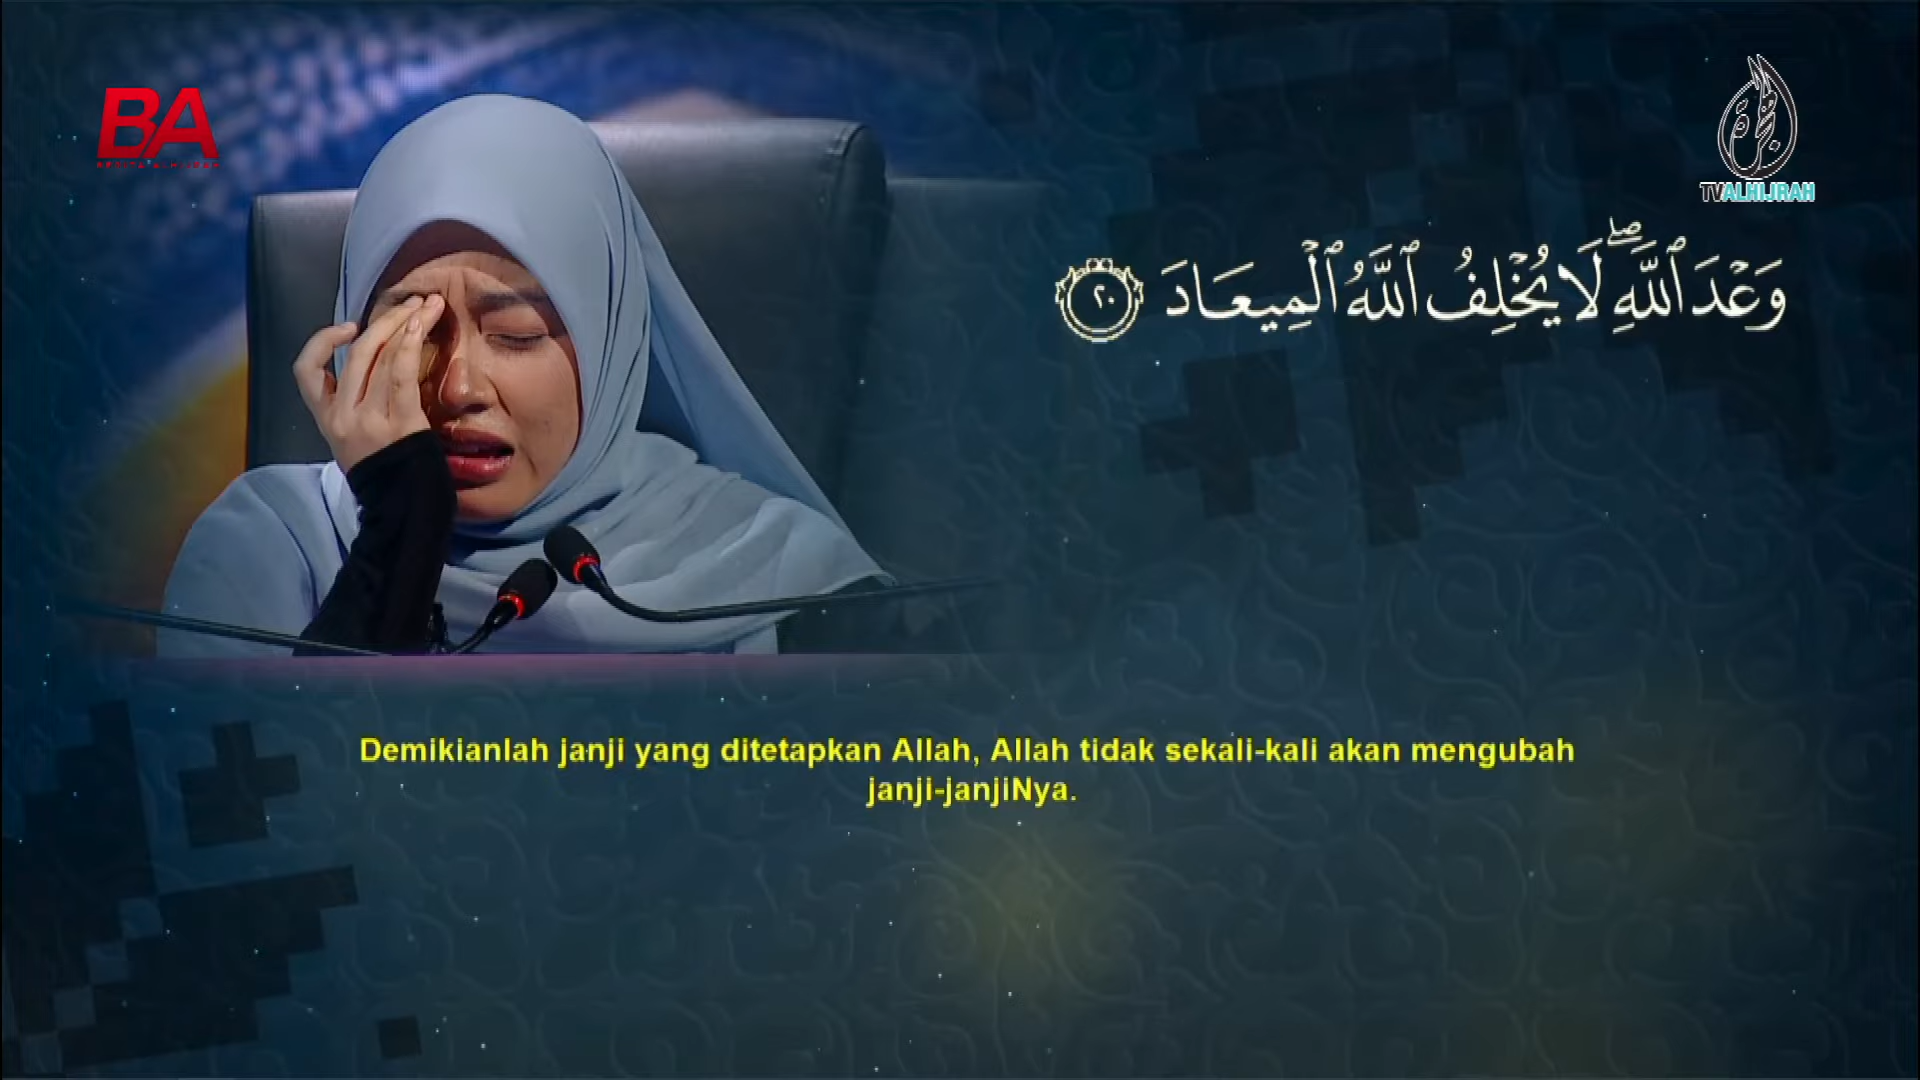 BA
TVALHIJRAH
وَعْدَ ٱللَّهِ ۖ لَا يُخْلِفُ ٱللَّهُ ٱلْمِيعَادَ ٢٠
Demikianlah janji yang ditetapkan Allah, Allah tidak sekali-kali akan mengubah
janji-janjiNya.